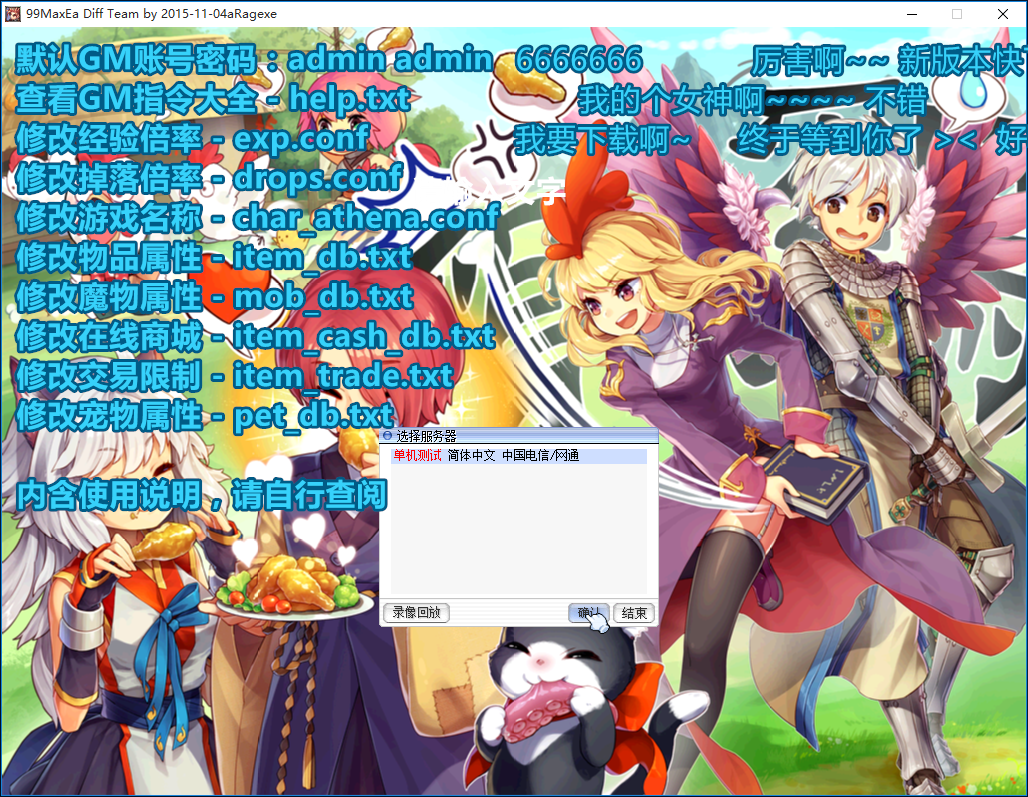 99MaxEa Diff Team by 2015-11-04aRagexe
默认GM账号密码：admin admin 6666666 厉害啊~~ 新版本快
查看GM指令大全 - help.txt 我的个女神啊~~~~ 不错
修改经验倍率 - exp.conf 我要下载啊~ 终于等到你了 >< 好
修改掉落倍率 - drops.conf
字
修改游戏名称 - char_athena.conf
修改物品属性 - item_db.txt
修改魔物属性 - mob_db.txt
修改在线商城 - item_cash_db.txt
修改交易限制 - item_trade.txt
修改宠物属性 - pet_db.txt
选择服务器
单机测试 简体中文 中国电信/网通
内含使用说明，请自行查阅
录像回放 确认 结束